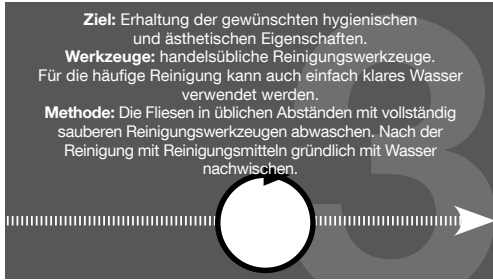 Ziel: Erhaltung der gewünschten hygienischen
und ästhetischen Eigenschaften.
Werkzeuge: handelsübliche Reinigungswerkzeuge.
Für die häufige Reinigung kann auch einfach klares Wasser
verwendet werden.
Methode: Die Fliesen in üblichen Abständen mit vollständig
sauberen Reinigungswerkzeugen abwaschen. Nach der
Reinigung mit Reinigungsmitteln gründlich mit Wasser
nachwischen.
3